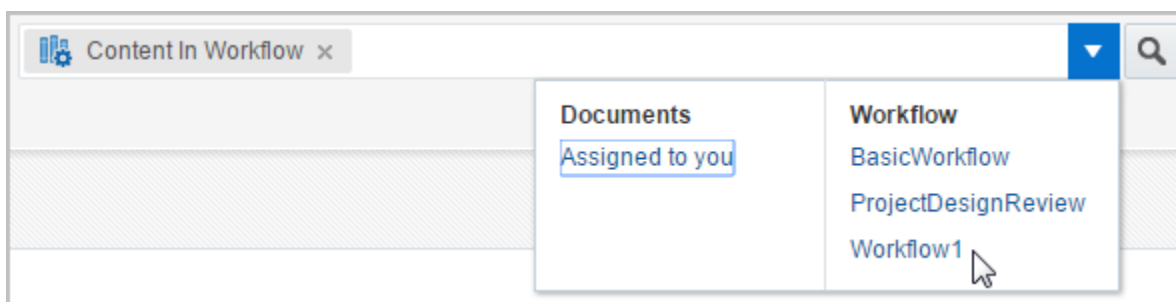 Content In Workflow ×
Documents
Assigned to you
Workflow
BasicWorkflow
ProjectDesignReview
Workflow1